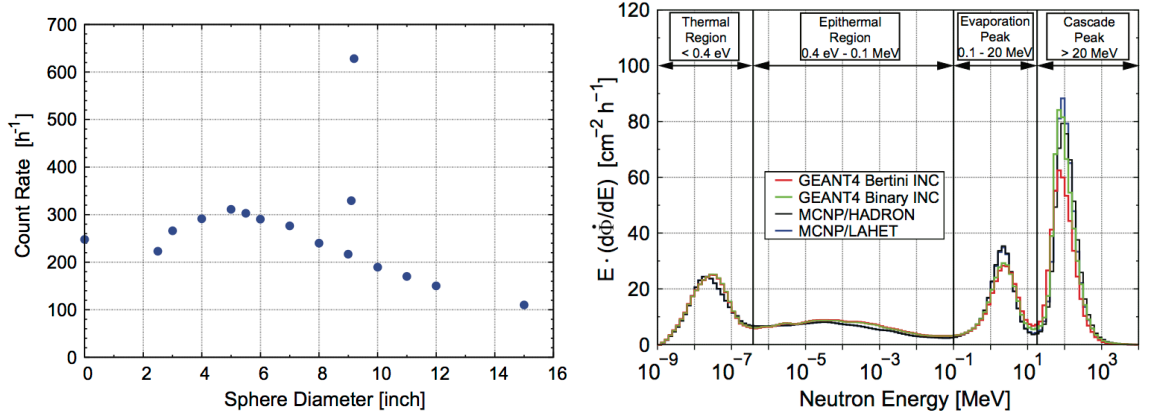 700
600
500
400
300
200
100
0
0
2
4
6
8
10
12
14
Count Rate [h⁻¹]
Sphere Diameter [inch]
120
100
80
60
40
20
0
Thermal
Region
< 0.4 eV
Epithermal
Region
0.4 eV - 0.1 MeV
Evaporation
Peak
0.1 - 20 MeV
Cascade
Peak
> 20 MeV
GEANT4 Bertini INC
GEANT4 Binary INC
MCNP/HADRON
MCNP/LAHET
E · (dΦ̇/dE) [cm⁻² h⁻¹]
10⁻⁹
10⁻⁷
10⁻⁵
10⁻³
10⁻¹
10¹
10³
Neutron Energy [MeV]